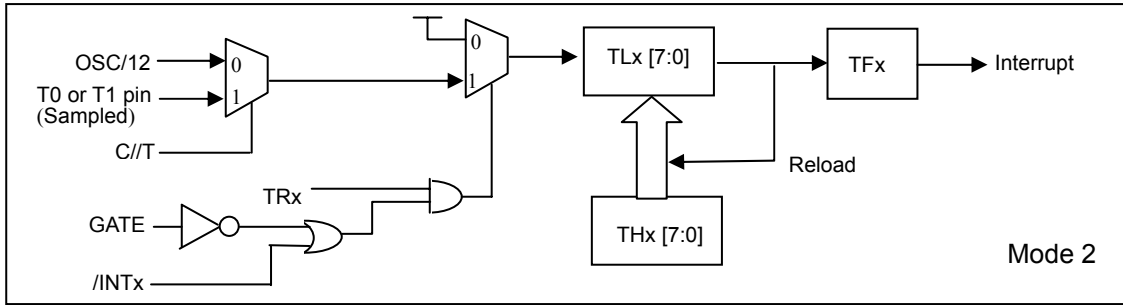 OSC/12
T0 or T1 pin
(Sampled)
C//T
0
1
0
1
TLx [7:0]
TFx
Interrupt
Reload
TRx
GATE
/INTx
THx [7:0]
Mode 2